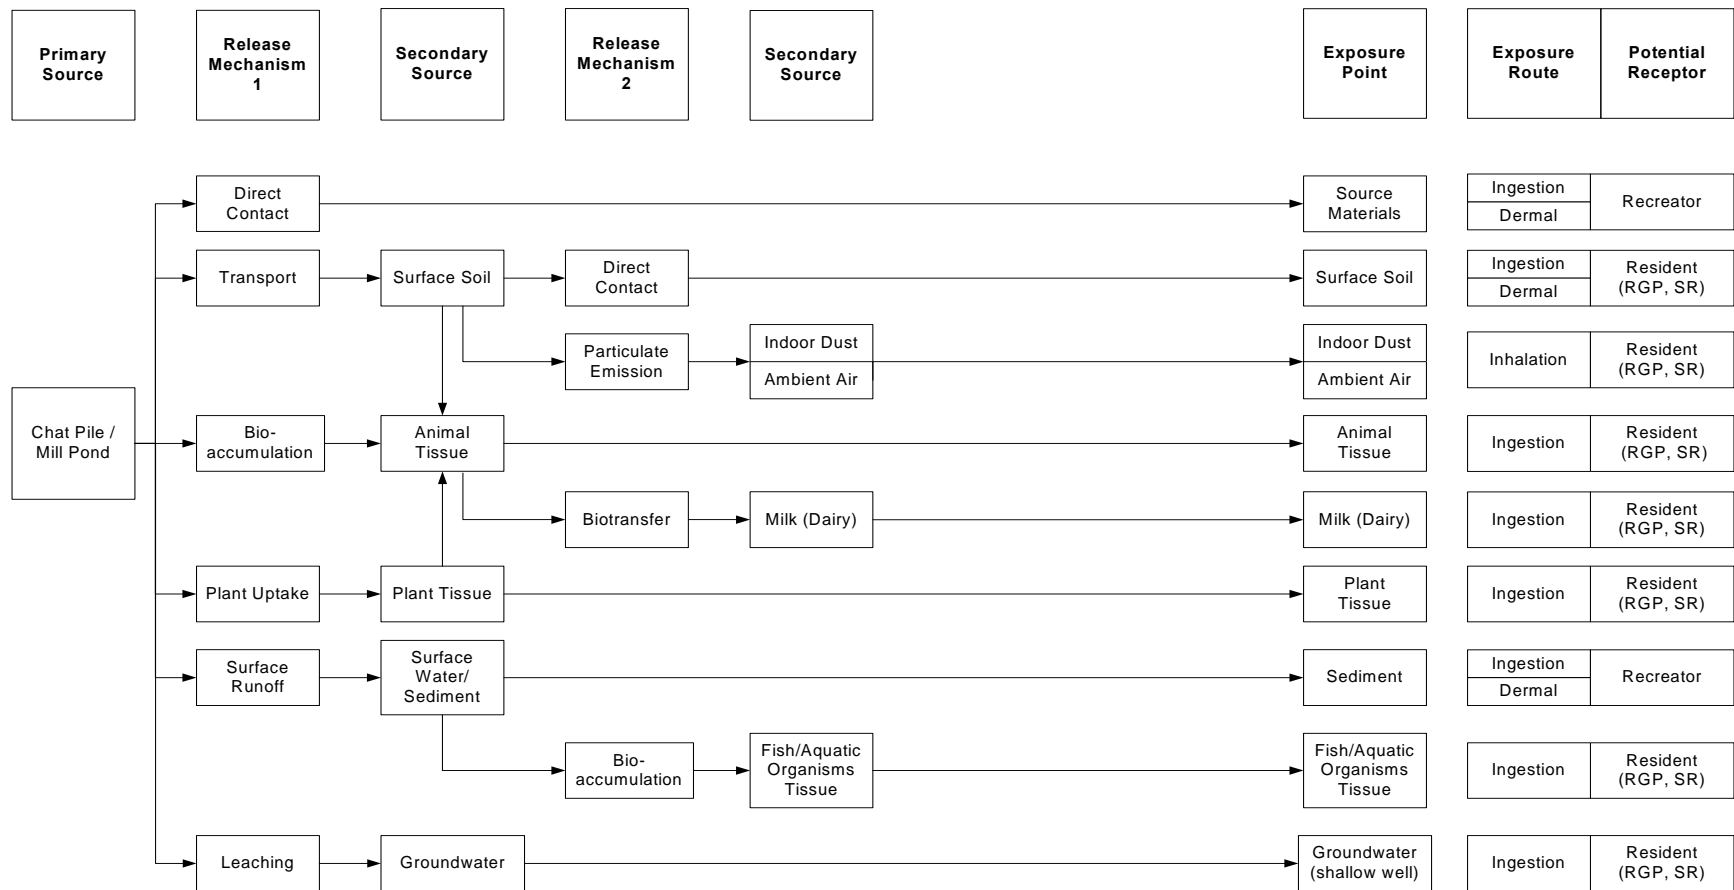 Primary
Source
Release
Mechanism
1
Secondary
Source
Release
Mechanism
2
Secondary
Source
Exposure
Point
Exposure
Route
Potential
Receptor
Direct
Contact
Source
Materials
Ingestion
Dermal
Recreator
Transport
Surface Soil
Direct
Contact
Surface Soil
Ingestion
Dermal
Resident
(RGP, SR)
Particulate
Emission
Indoor Dust
Ambient Air
Indoor Dust
Ambient Air
Inhalation
Resident
(RGP, SR)
Chat Pile /
Mill Pond
Bio-
accumulation
Animal
Tissue
Animal
Tissue
Ingestion
Resident
(RGP, SR)
Biotransfer
Milk (Dairy)
Milk (Dairy)
Ingestion
Resident
(RGP, SR)
Plant Uptake
Plant Tissue
Plant
Tissue
Ingestion
Resident
(RGP, SR)
Surface
Runoff
Surface
Water/
Sediment
Sediment
Ingestion
Dermal
Recreator
Bio-
accumulation
Fish/Aquatic
Organisms
Tissue
Fish/Aquatic
Organisms
Tissue
Ingestion
Resident
(RGP, SR)
Leaching
Groundwater
Groundwater
(shallow well)
Ingestion
Resident
(RGP, SR)